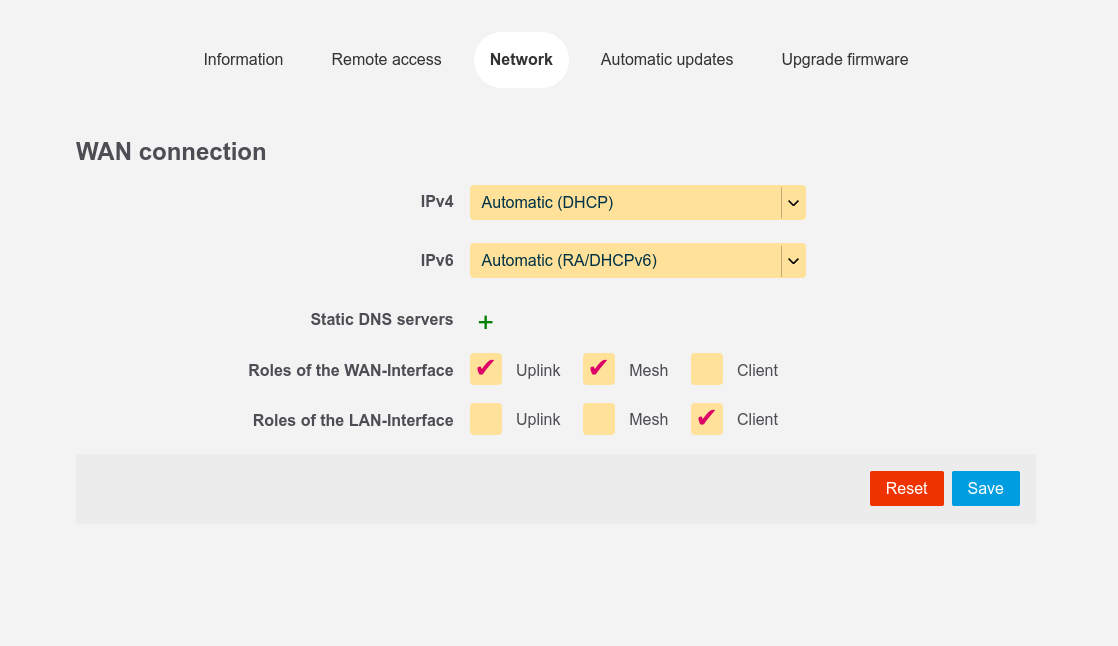 Information Remote access Network Automatic updates Upgrade firmware
WAN connection
IPv4 Automatic (DHCP)
IPv6 Automatic (RA/DHCPv6)
Static DNS servers +
Roles of the WAN-Interface ✔ Uplink ✔ Mesh Client
Roles of the LAN-Interface Uplink Mesh ✔ Client
Reset Save